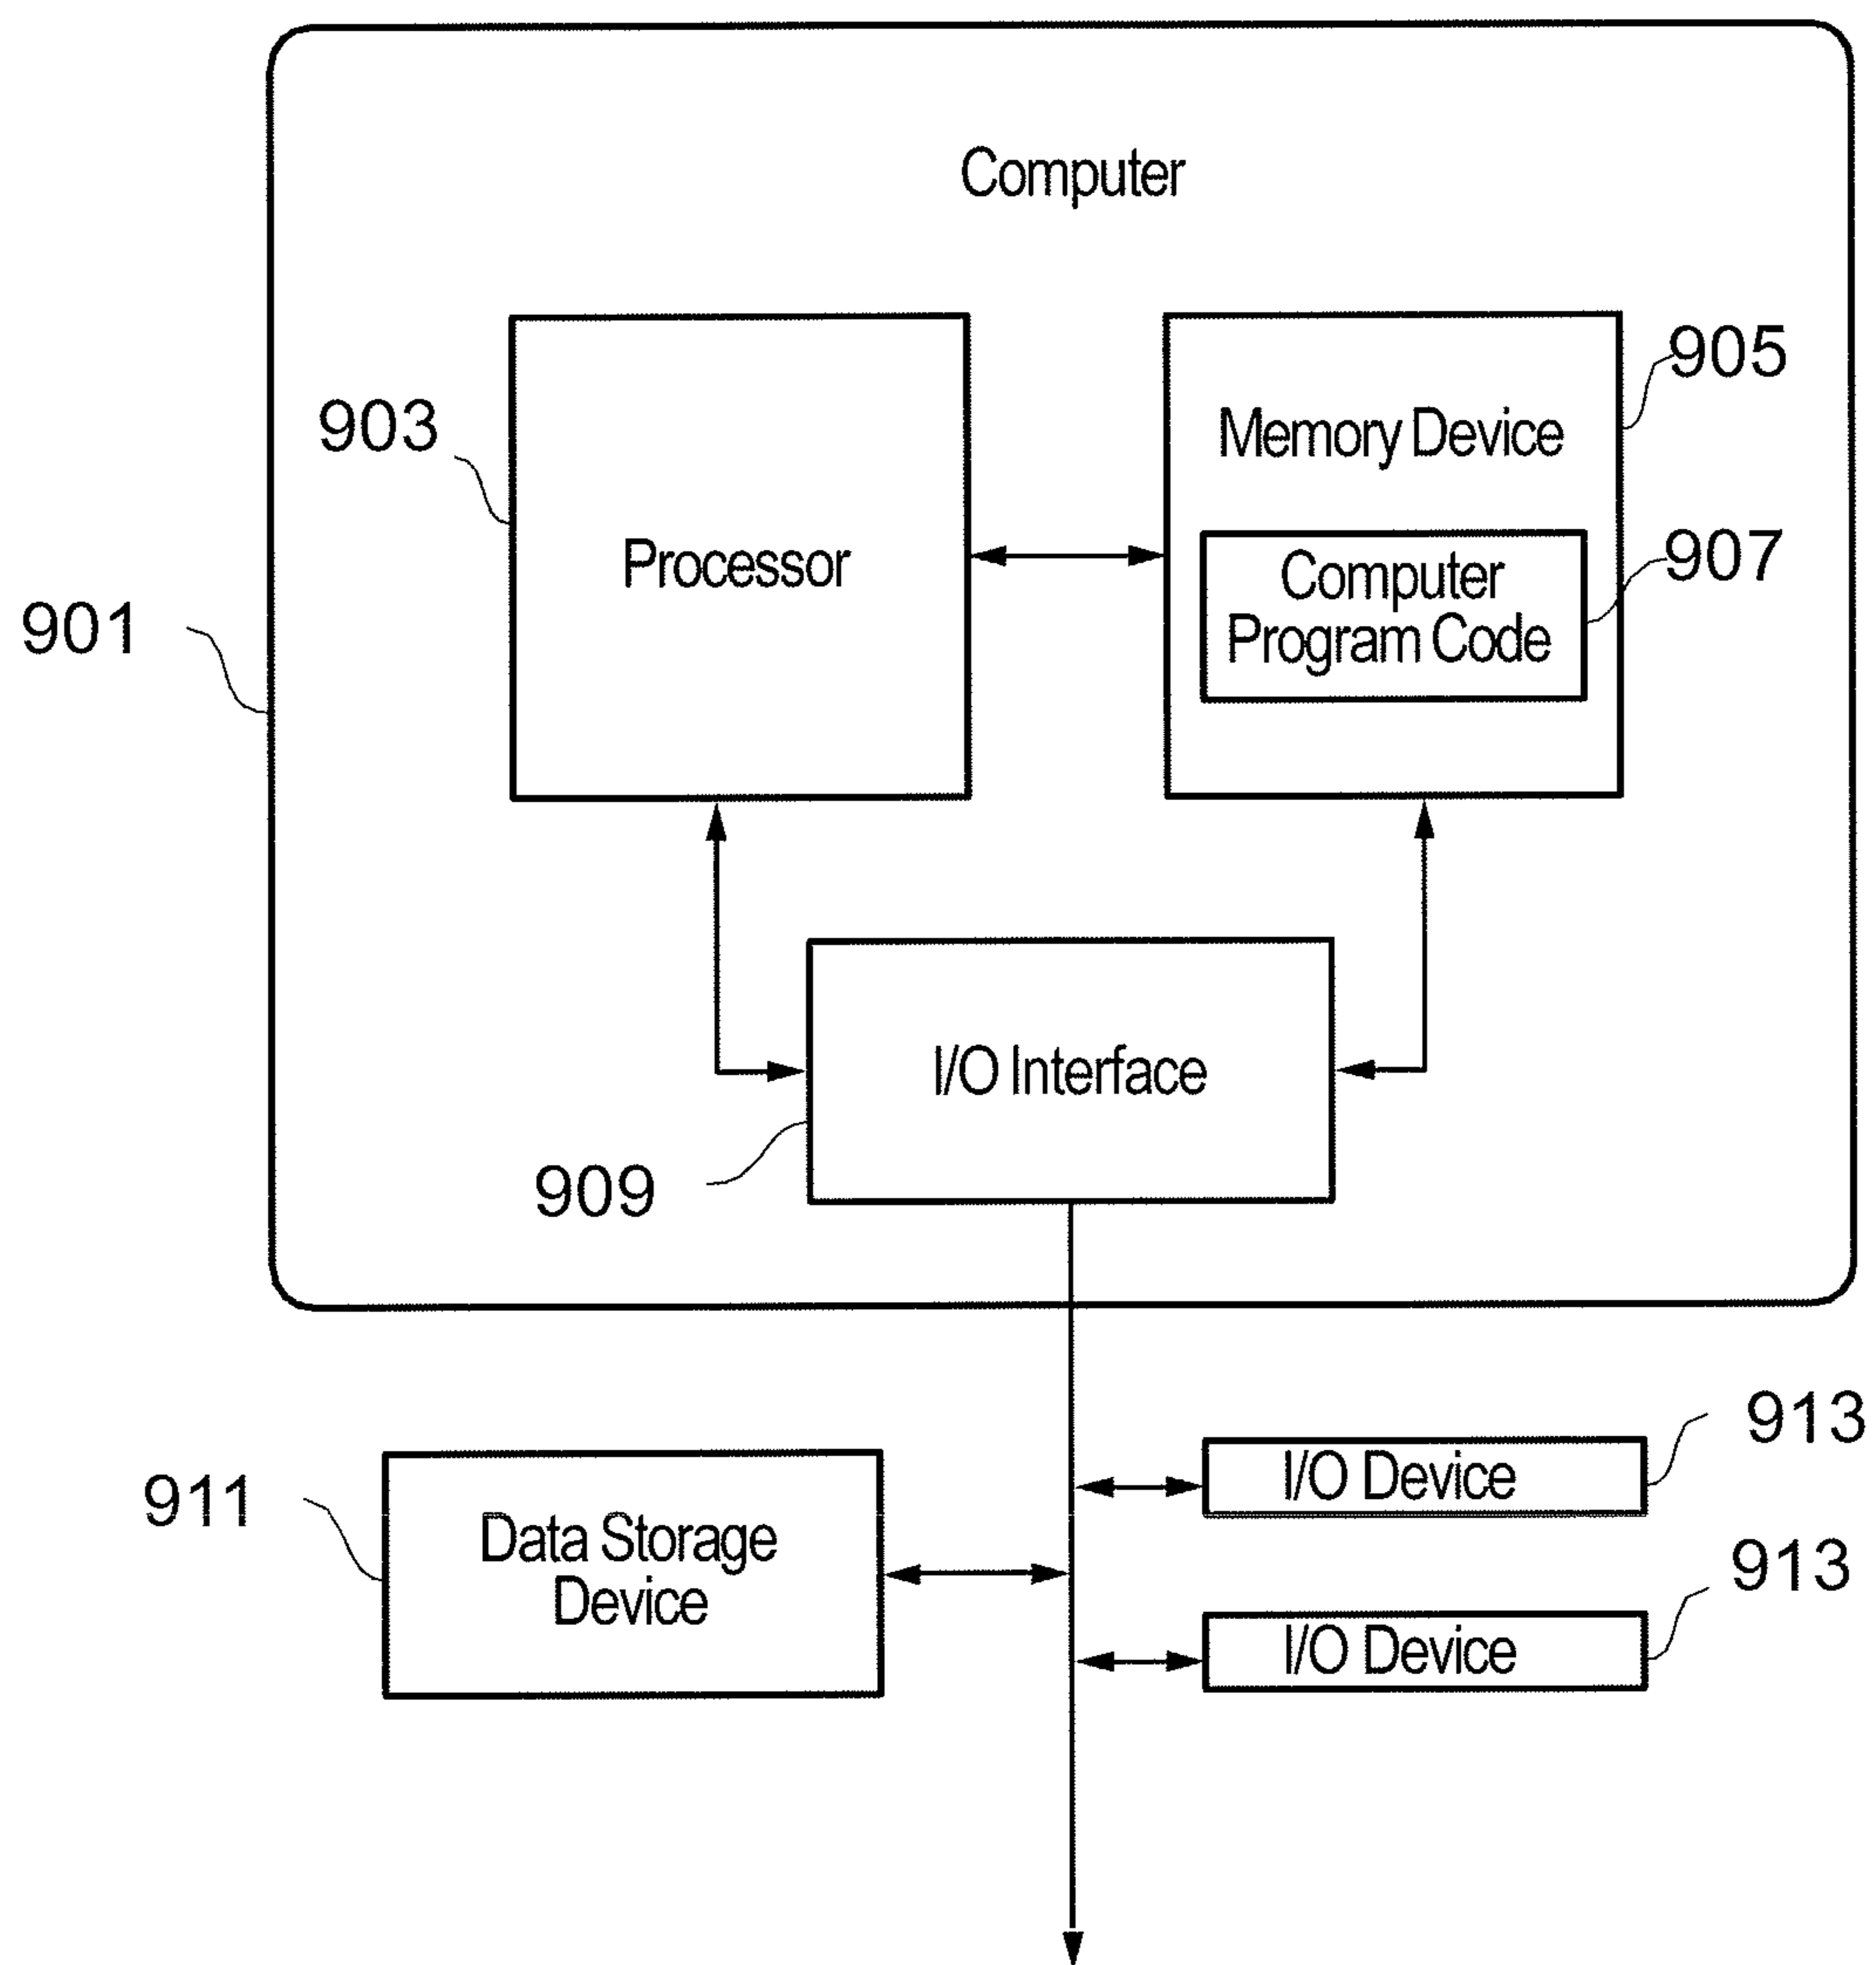 Computer
903
Processor
905
Memory Device
907
Computer
Program Code
901
I/O Interface
909
913
I/O Device
911
Data Storage
Device
913
I/O Device